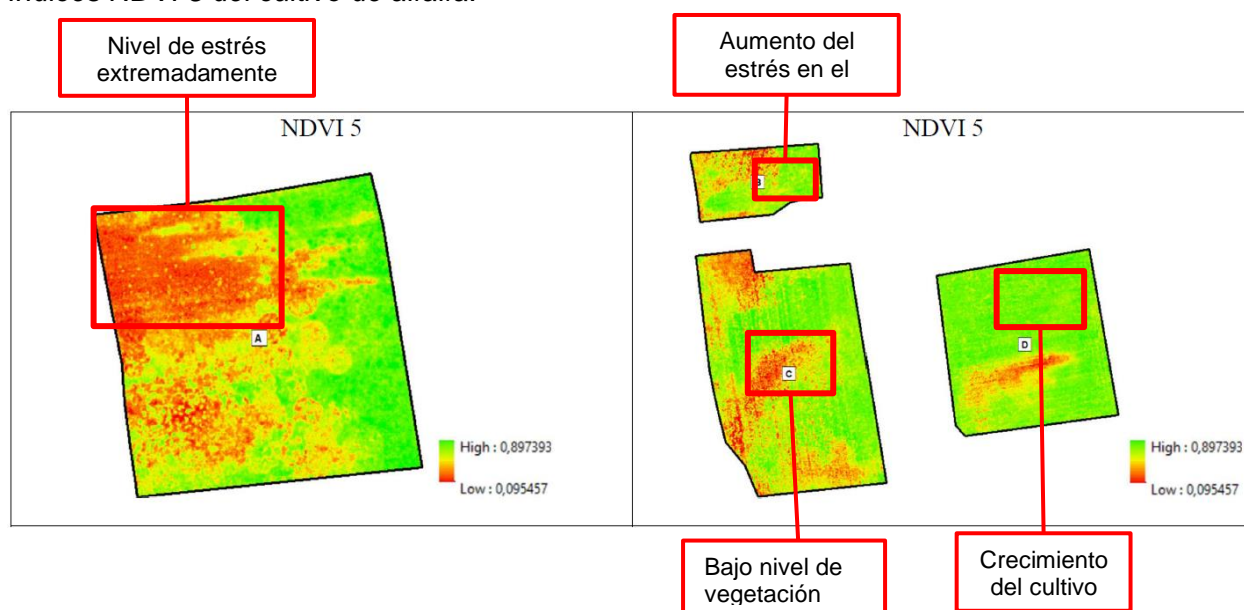 Nivel de estrés
extremadamente
Aumento del
estrés en el
NDVI 5
NDVI 5
A
High : 0,897393
Low : 0,095457
B
C
D
High : 0,897393
Low : 0,095457
Bajo nivel de
vegetación
Crecimiento
del cultivo